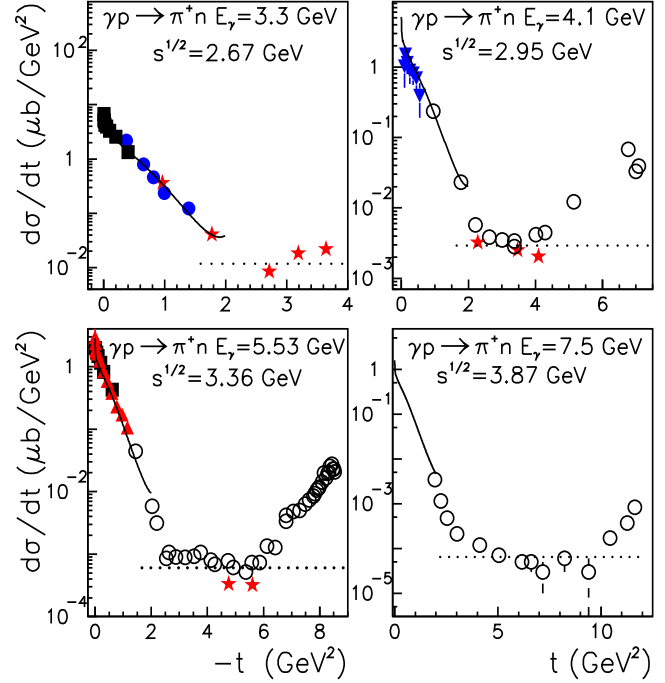 γp → π⁺n E_γ=3.3 GeV
s^{1/2}=2.67 GeV
dσ/dt (μb/GeV²)
10²
1
10⁻²
0 1 2 3 4
γp → π⁺n E_γ=4.1 GeV
s^{1/2}=2.95 GeV
1
10⁻¹
10⁻²
10⁻³
0 2 4 6
γp → π⁺n E_γ=5.53 GeV
s^{1/2}=3.36 GeV
dσ/dt (μb/GeV²)
1
10⁻²
10⁻⁴
0 2 4 6 8
−t (GeV²)
γp → π⁺n E_γ=7.5 GeV
s^{1/2}=3.87 GeV
1
10⁻¹
10⁻³
10⁻⁵
0 5 10
t (GeV²)